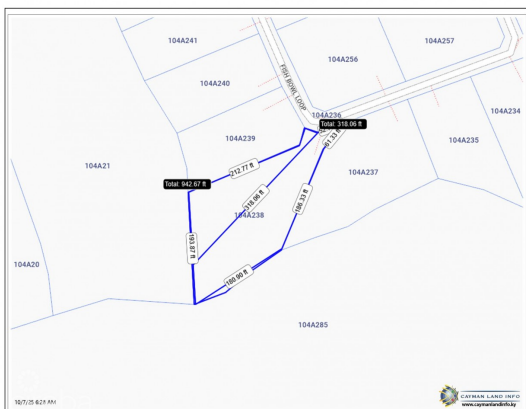 104A241
104A256
104A257
104A240
FISH BOWL LOOP
104A236
104A234
Total: 318.06 ft
104A239
61.33 ft
104A235
104A21
212.77 ft
104A237
Total: 942.67 ft
318.06 ft
186.33 ft
104A238
193.87 ft
104A20
180.90 ft
104A285
10/7/25 6:23 AM
CAYMAN LAND INFO
www.caymanlandinfo.ky